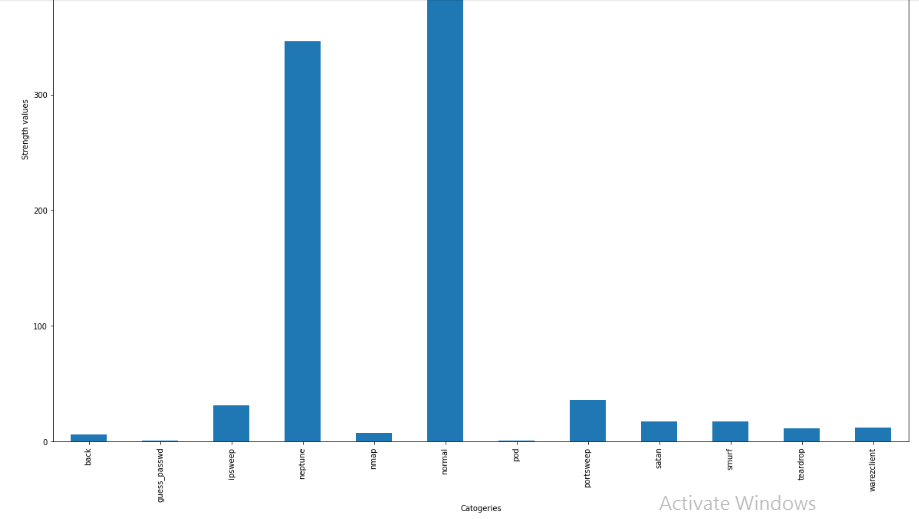 300
Strength values
200
100
0
back
guess_passwd
ipsweep
neptune
nmap
normal
pod
portsweep
satan
smurf
teardrop
warezclient
Catogeries
Activate Windows